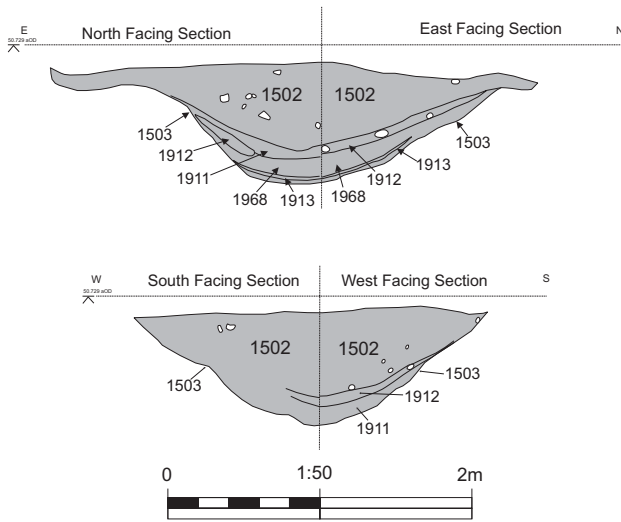 E North Facing Section East Facing Section N
50.729 aOD
1502 1502
1503 1503
1912 1913
1911 1912
1968 1913 1968
W South Facing Section West Facing Section S
50.729 aOD
1502 1502
1503 1503
1912
1911
0 1:50 2m